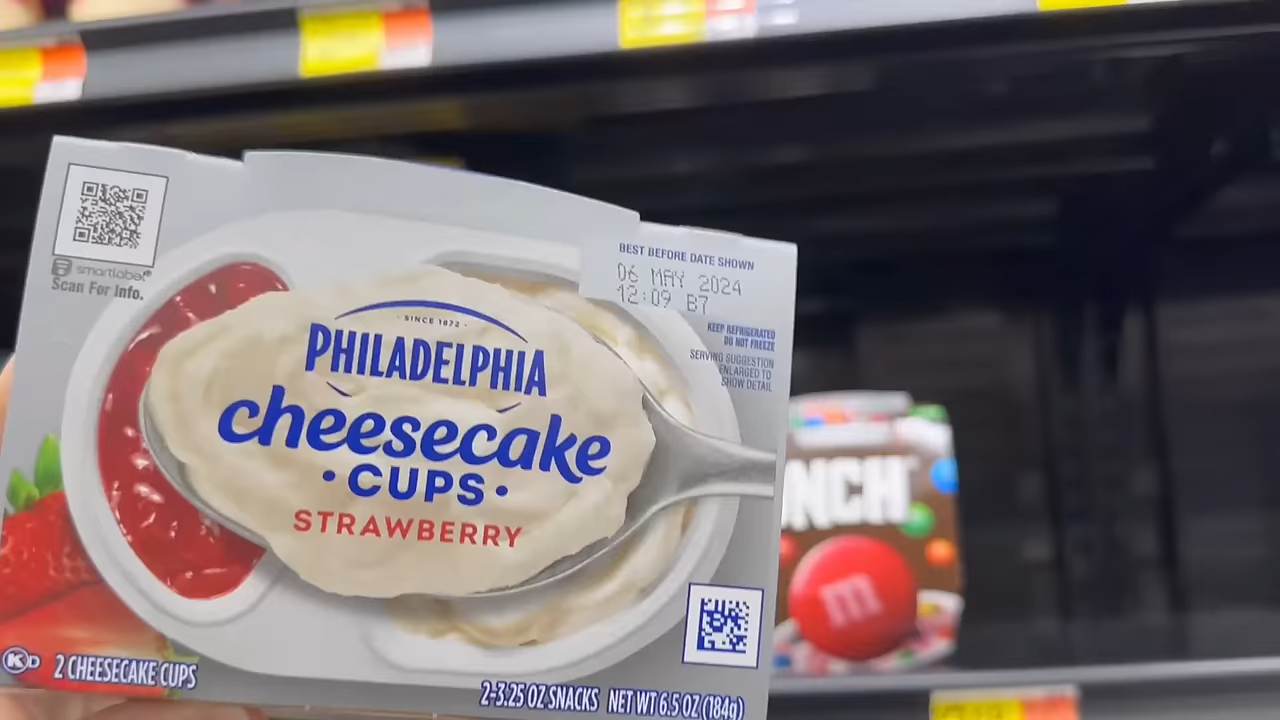 smartlabel®
Scan For Info.
BEST BEFORE DATE SHOWN
06 MAY 2024
12:09 B7
KEEP REFRIGERATED
DO NOT FREEZE
SERVING SUGGESTION
ENLARGED TO
SHOW DETAIL
· SINCE 1872 ·
PHILADELPHIA
cheesecake
· CUPS ·
STRAWBERRY
NCH
m
K D
2 CHEESECAKE CUPS
2-3.25 OZ SNACKS NET WT 6.5 OZ (184g)